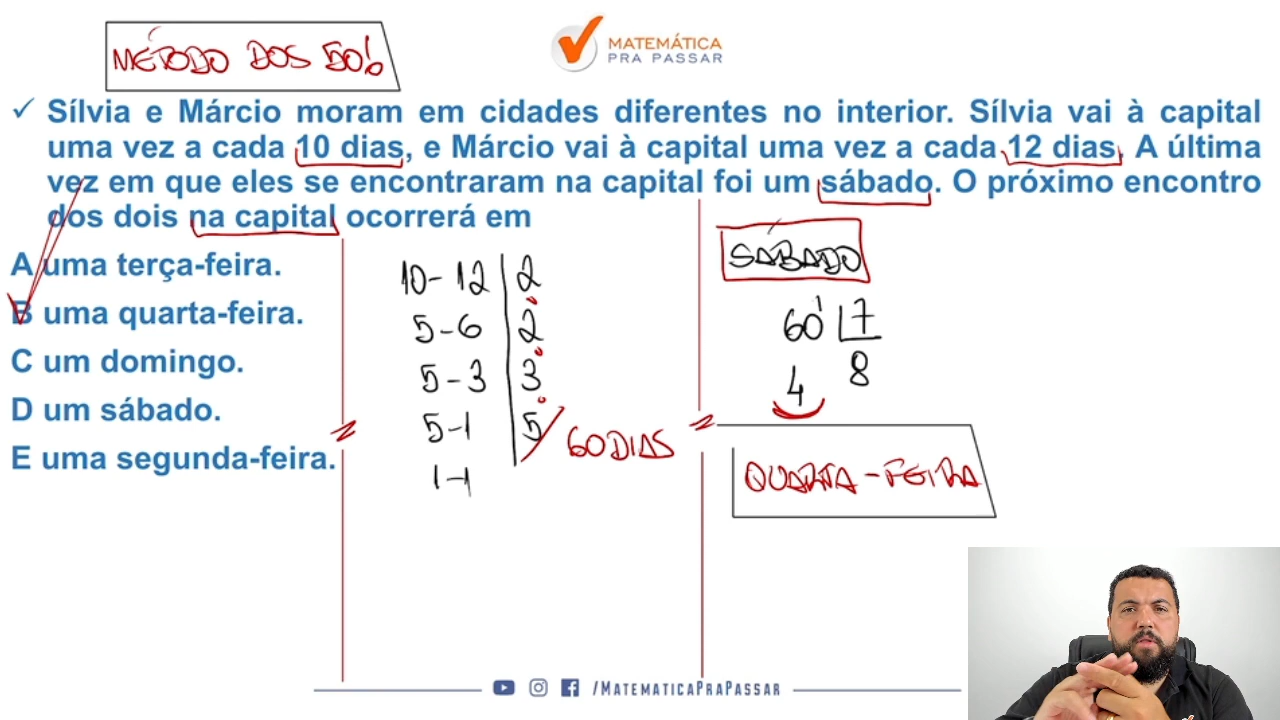 MÉTODO DOS 50!
MATEMÁTICA
PRA PASSAR
✓ Sílvia e Márcio moram em cidades diferentes no interior. Sílvia vai à capital
uma vez a cada 10 dias, e Márcio vai à capital uma vez a cada 12 dias. A última
vez em que eles se encontraram na capital foi um sábado. O próximo encontro
dos dois na capital ocorrerá em
A uma terça-feira.
B uma quarta-feira.
C um domingo.
D um sábado.
E uma segunda-feira.
10 - 12 | 2
5 - 6 | 2
5 - 3 | 3
5 - 1 | 5
1 - 1
60 DIAS
SÁBADO
60 7
4 8
QUARTA-FEIRA
/MATEMATICAPRAPASSAR